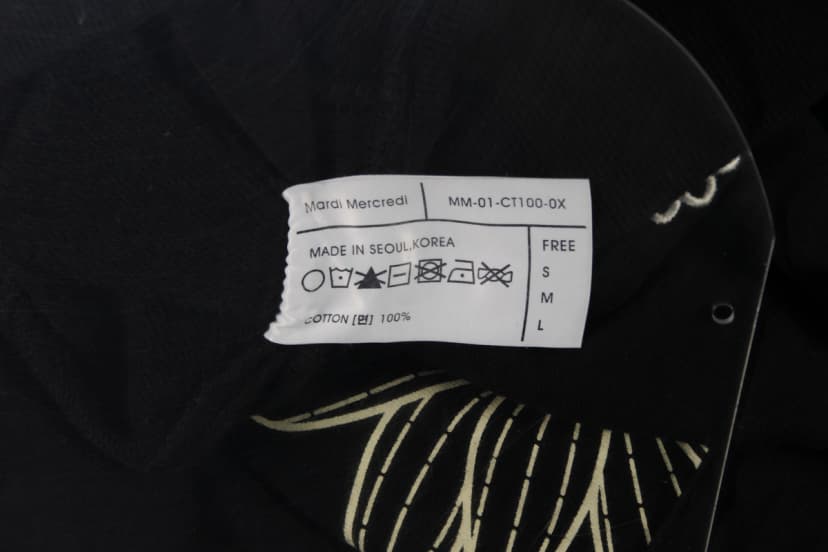 Mardi Mercredi
MM-01-CT100-0X
MADE IN SEOUL,KOREA
COTTON [면] 100%
FREE
S
M
L